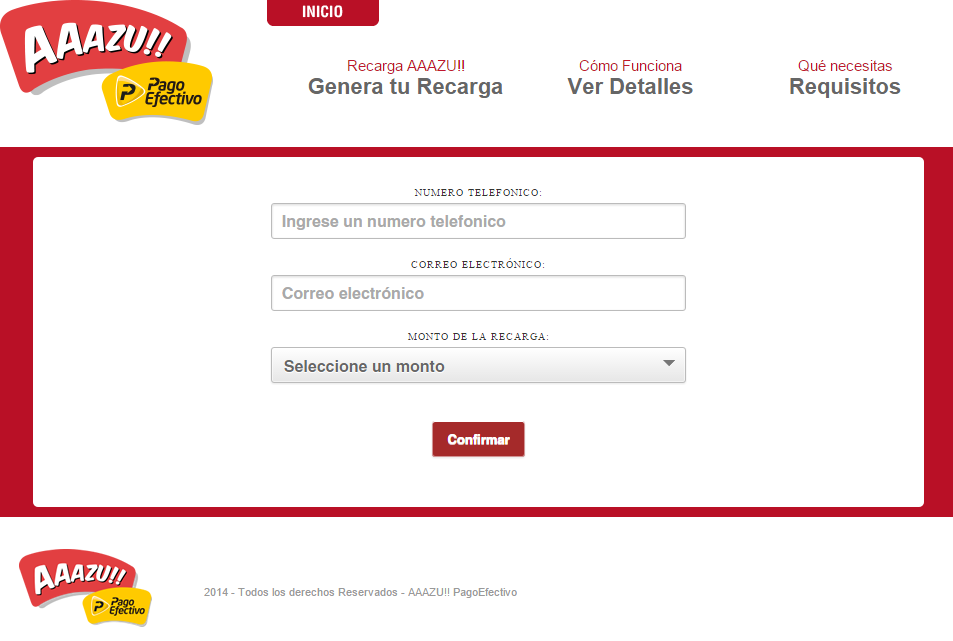 AAAZU!!
Pago
Efectivo
INICIO
Recarga AAAZU!!
Genera tu Recarga
Cómo Funciona
Ver Detalles
Qué necesitas
Requisitos
NUMERO TELEFONICO:
Ingrese un numero telefonico
CORREO ELECTRÓNICO:
Correo electrónico
MONTO DE LA RECARGA:
Seleccione un monto
Confirmar
AAAZU!!
Pago
Efectivo
2014 - Todos los derechos Reservados - AAAZU!! PagoEfectivo